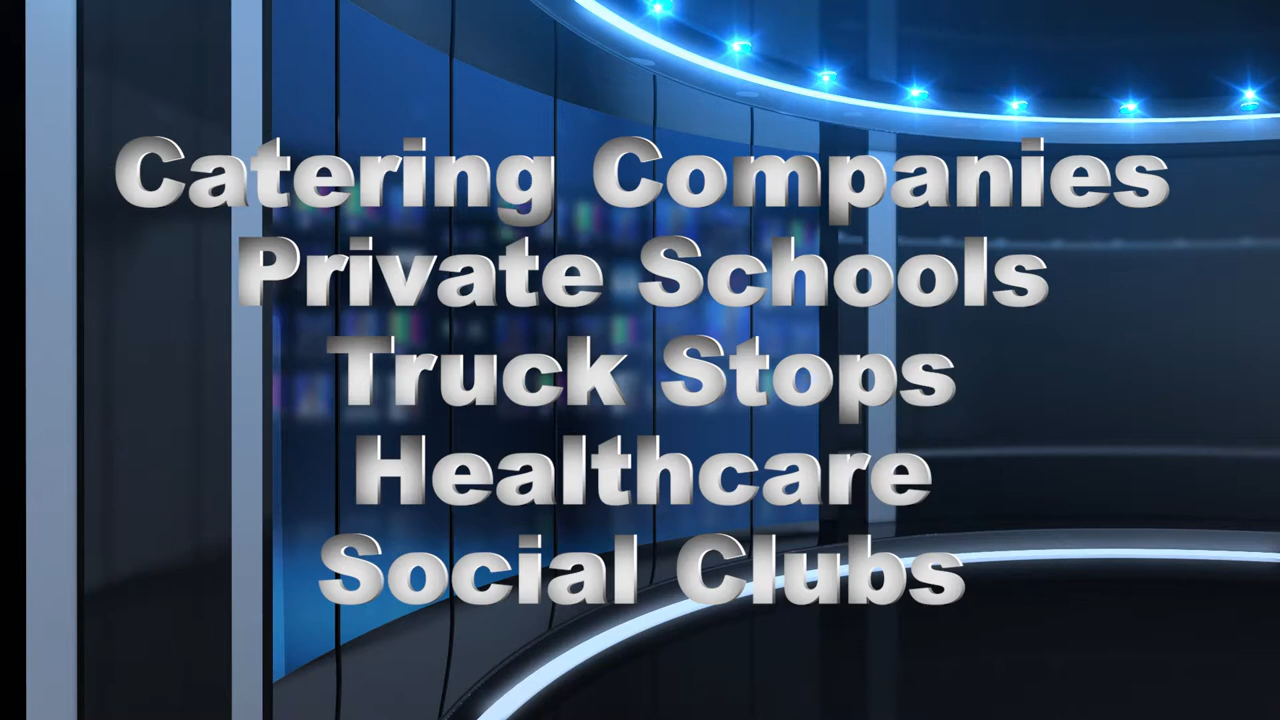 Catering Companies
Private Schools
Truck Stops
Healthcare
Social Clubs